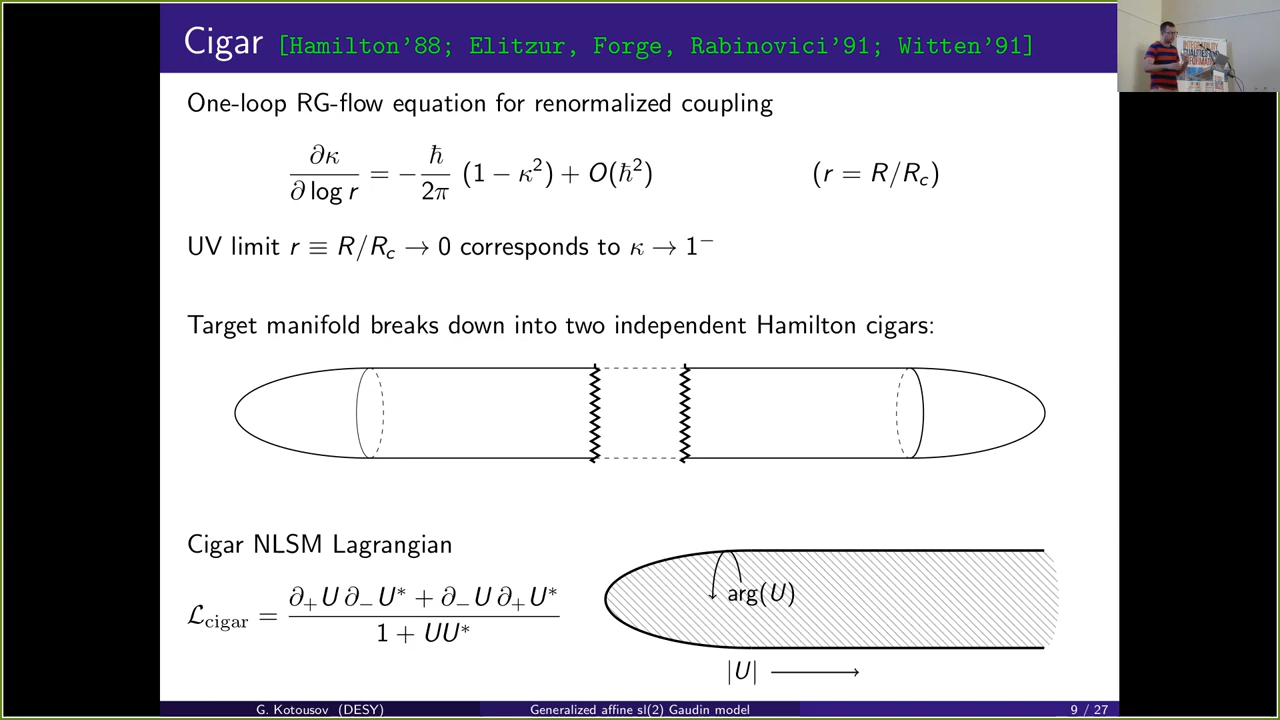 Cigar [Hamilton'88; Elitzur, Forge, Rabinovici'91; Witten'91]
One-loop RG-flow equation for renormalized coupling
∂κ/∂ log r = −ħ/2π (1 − κ²) + O(ħ²) (r = R/R_c)
UV limit r ≡ R/R_c → 0 corresponds to κ → 1⁻
Target manifold breaks down into two independent Hamilton cigars:
Cigar NLSM Lagrangian
ℒ_cigar = (∂₊U ∂₋U* + ∂₋U ∂₊U*)/(1 + UU*)
arg(U)
|U| ⟶
G. Kotousov (DESY) Generalized affine sl(2) Gaudin model 9 / 27